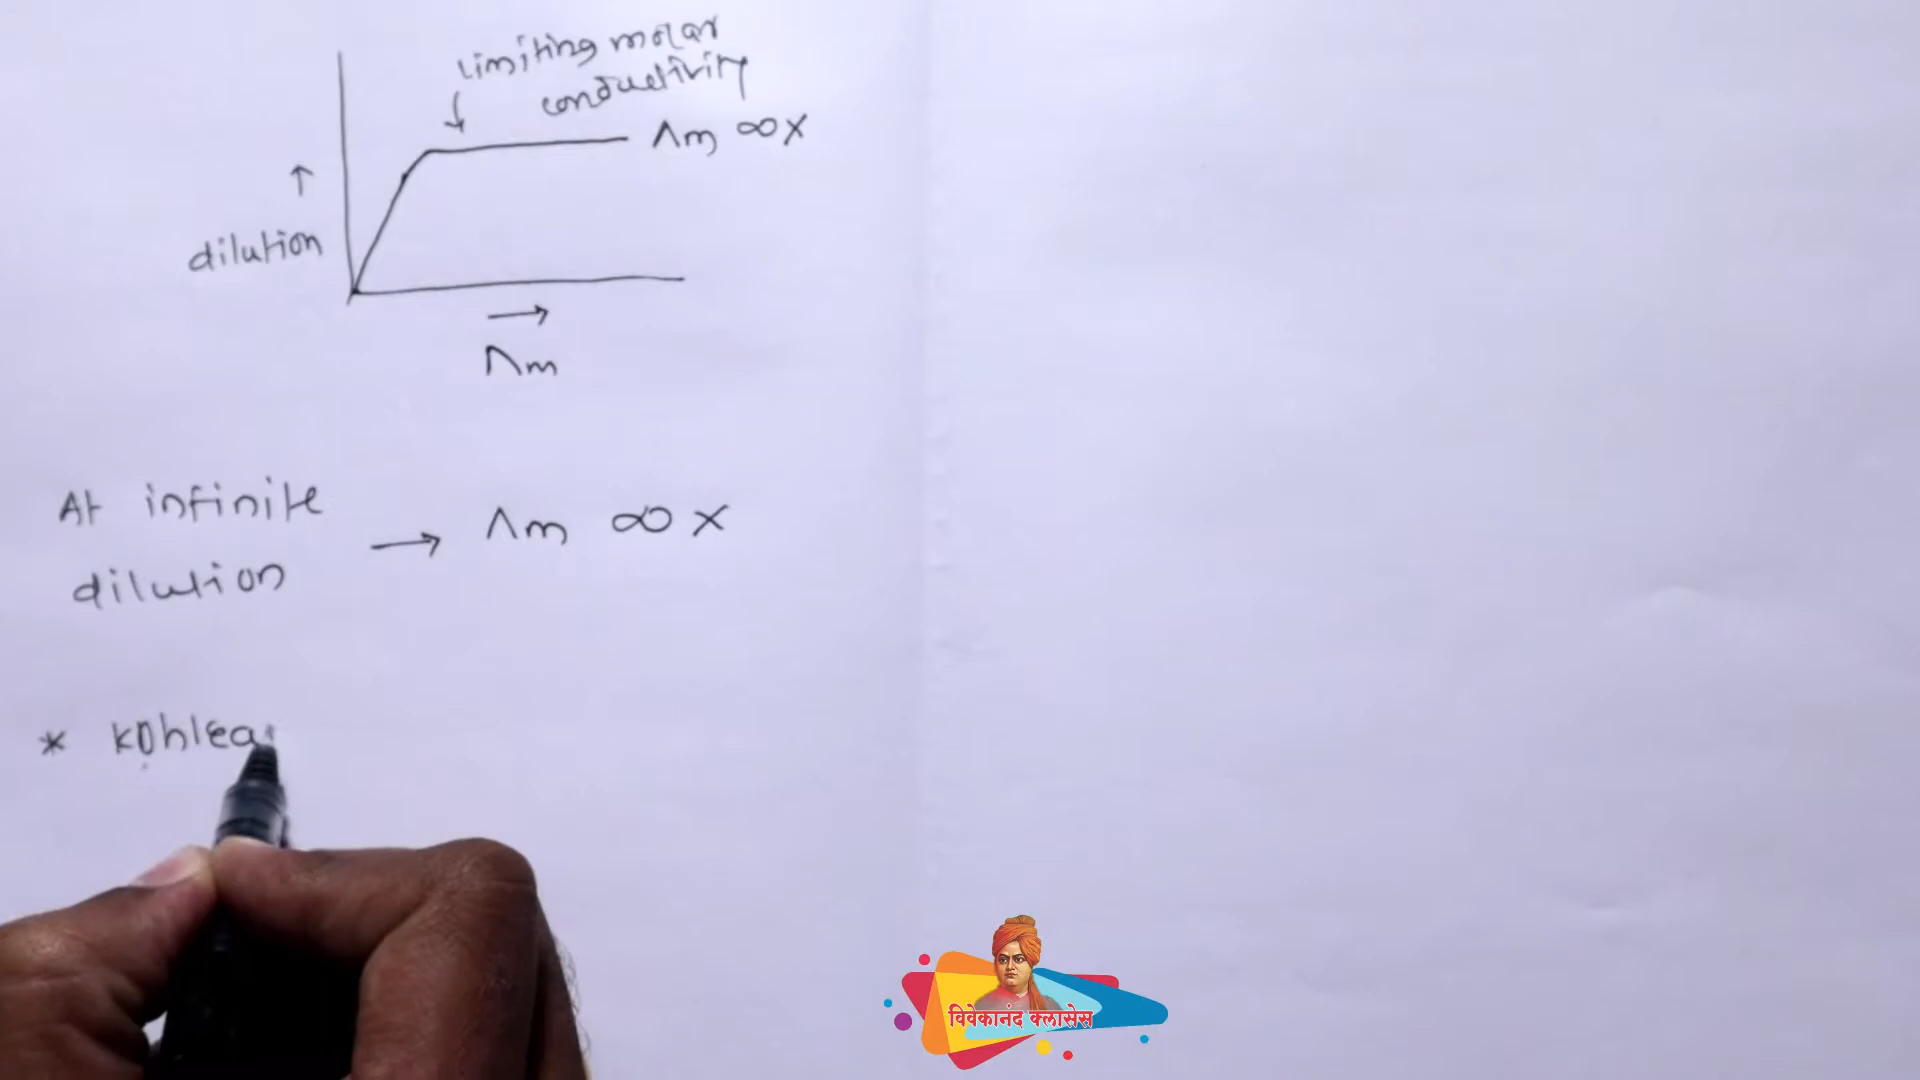 limiting molar
conductivity
Λm ∞ x
↑
dilution
→
Λm
At infinite
dilution → Λm ∞ x
* kohlea
विवेकानंद क्लासेस